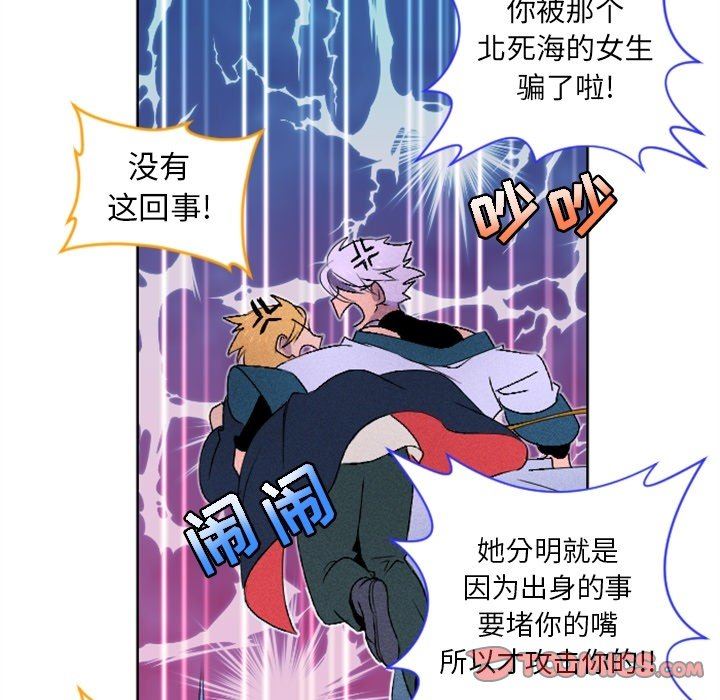 你被那个
北死海的女生
骗了啦!
没有
这回事!
吵吵
闹闹
她分明就是
因为出身的事
要堵你的嘴
所以才攻击你的!!
TOOMICS.COM